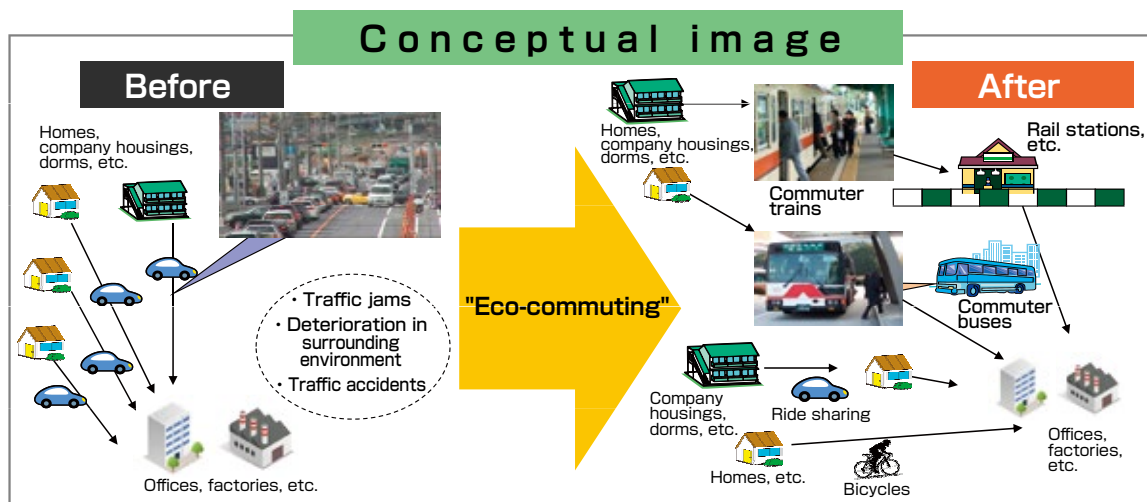 Conceptual image
Before
Homes,
company housings,
dorms, etc.
・Traffic jams
・Deterioration in
surrounding
environment
・Traffic accidents
Offices, factories, etc.
"Eco-commuting"
After
Homes,
company housings,
dorms, etc.
Commuter
trains
Rail stations,
etc.
Commuter
buses
Company
housings,
dorms, etc.
Ride sharing
Homes, etc.
Bicycles
Offices,
factories,
etc.